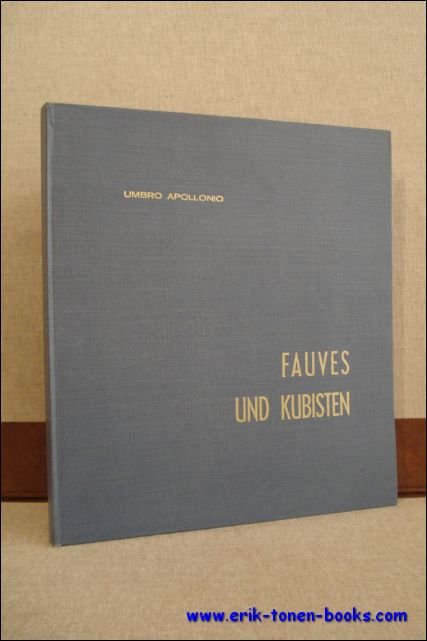 UMBRO APOLLONIO
FAUVES
UND KUBISTEN
www.erik-tonen-books.com